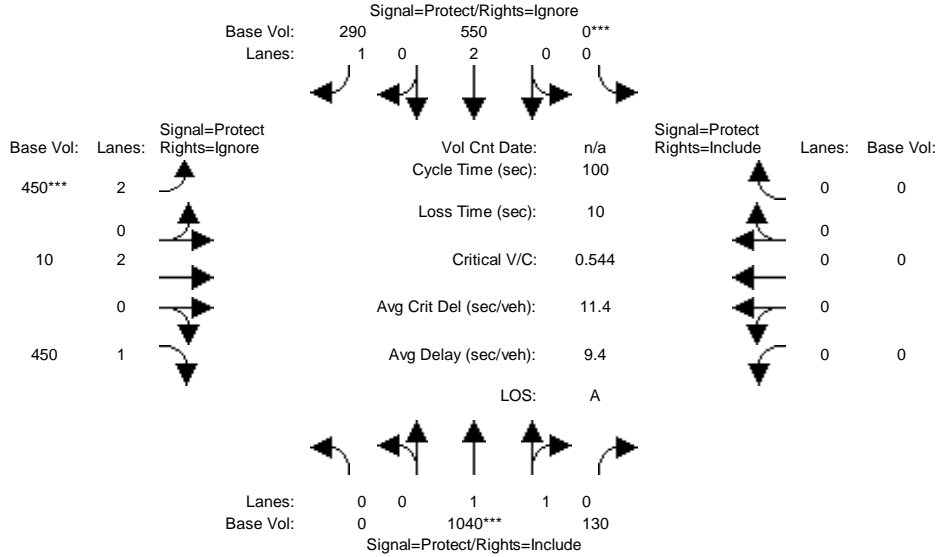 Signal=Protect/Rights=Ignore
Base Vol: 290 550 0***
Lanes: 1 0 2 0 0
Signal=Protect
Base Vol: Lanes: Rights=Ignore
Vol Cnt Date: n/a
Signal=Protect
Rights=Include Lanes: Base Vol:
450*** 2
Cycle Time (sec): 100
0 0
0
Loss Time (sec): 10
0
10 2
Critical V/C: 0.544
0 0
0
Avg Crit Del (sec/veh): 11.4
0
450 1
Avg Delay (sec/veh): 9.4
0 0
LOS: A
Lanes: 0 0 1 1 0
Base Vol: 0 1040*** 130
Signal=Protect/Rights=Include